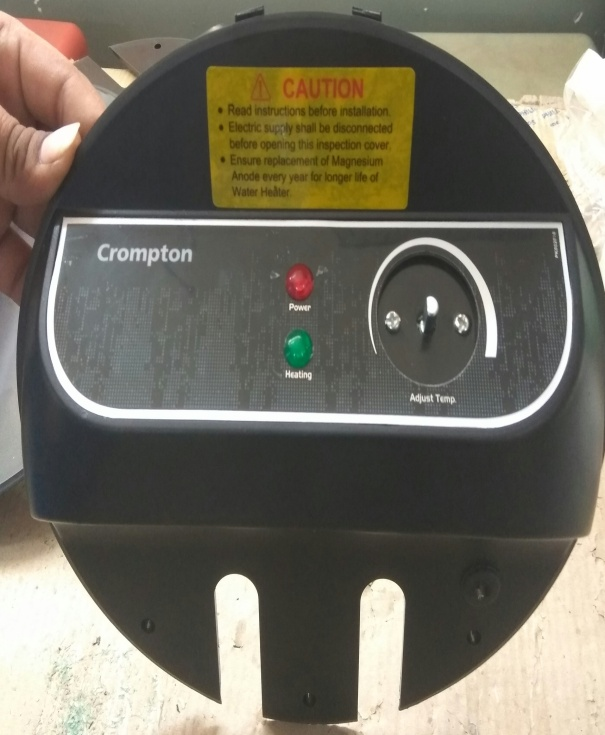 CAUTION
• Read instructions before installation.
• Electric supply shall be disconnected
before opening this inspection cover.
• Ensure replacement of Magnesium
Anode every year for longer life of
Water Heater.
Crompton
Power
Heating
Adjust Temp.